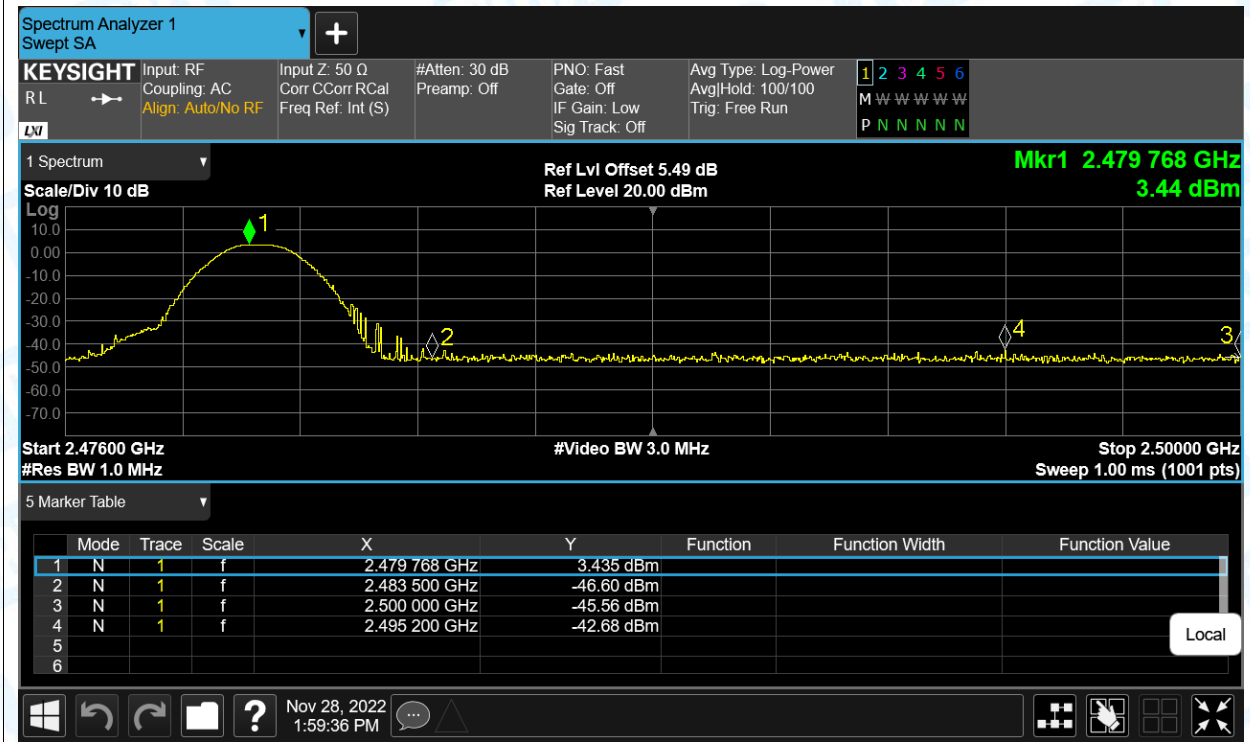 Spectrum Analyzer 1
Swept SA
+
KEYSIGHT
R L
LXI
Input: RF
Coupling: AC
Align: Auto/No RF
Input Z: 50 Ω
Corr CCorr RCal
Freq Ref: Int (S)
#Atten: 30 dB
Preamp: Off
PNO: Fast
Gate: Off
IF Gain: Low
Sig Track: Off
Avg Type: Log-Power
Avg|Hold: 100/100
Trig: Free Run
1 2 3 4 5 6
M W W W W W W
P N N N N N N
1 Spectrum
Scale/Div 10 dB
Ref Lvl Offset 5.49 dB
Ref Level 20.00 dBm
Mkr1 2.479 768 GHz
3.44 dBm
Log
10.0
0.00
-10.0
-20.0
-30.0
-40.0
-50.0
-60.0
-70.0
1
2
4
3
Start 2.47600 GHz
#Video BW 3.0 MHz
Stop 2.50000 GHz
#Res BW 1.0 MHz
Sweep 1.00 ms (1001 pts)
5 Marker Table
Mode Trace Scale X Y Function Function Width Function Value
1 N 1 f 2.479 768 GHz 3.435 dBm
2 N 1 f 2.483 500 GHz -46.60 dBm
3 N 1 f 2.500 000 GHz -45.56 dBm
4 N 1 f 2.495 200 GHz -42.68 dBm
5
6
Local
?
Nov 28, 2022
1:59:36 PM